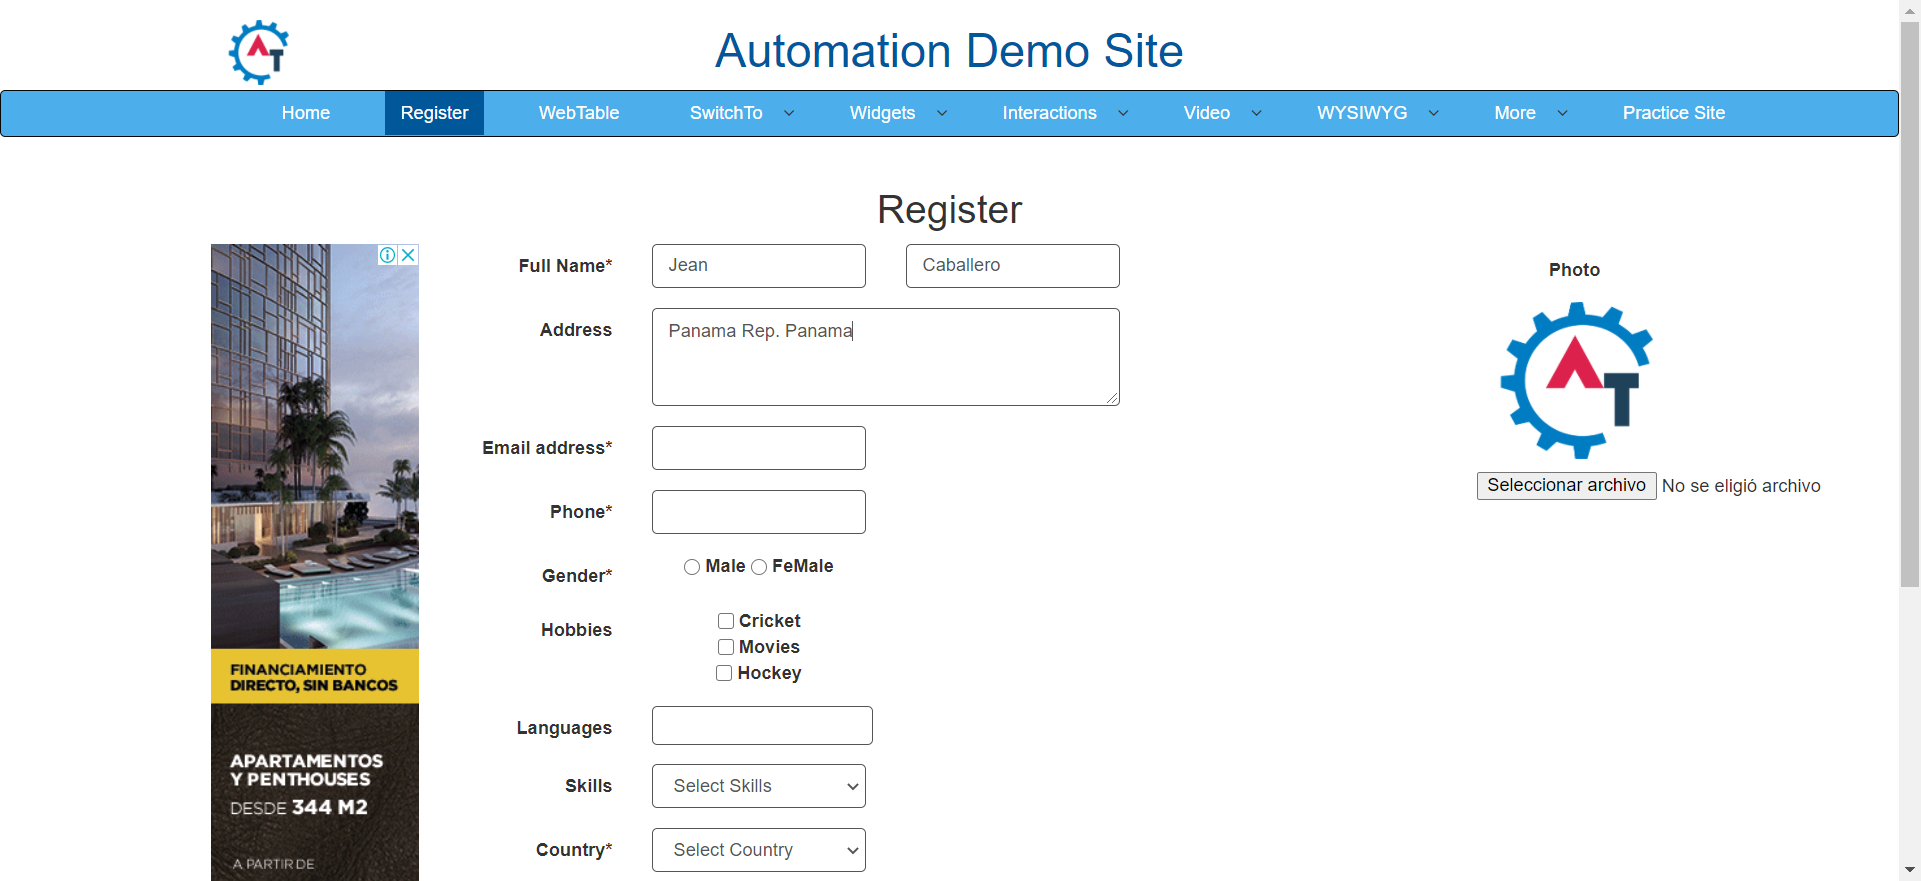 AT
Automation Demo Site
Home Register WebTable SwitchTo Widgets Interactions Video WYSIWYG More Practice Site
Register
Full Name* Jean Caballero
Photo
Address Panama Rep. Panama
AT
Email address*
Seleccionar archivo No se eligió archivo
Phone*
Gender* Male FeMale
Hobbies
Cricket
Movies
Hockey
Languages
Skills Select Skills
Country* Select Country
FINANCIAMIENTO
DIRECTO, SIN BANCOS
APARTAMENTOS
Y PENTHOUSES
DESDE 344 M2
A PARTIR DE